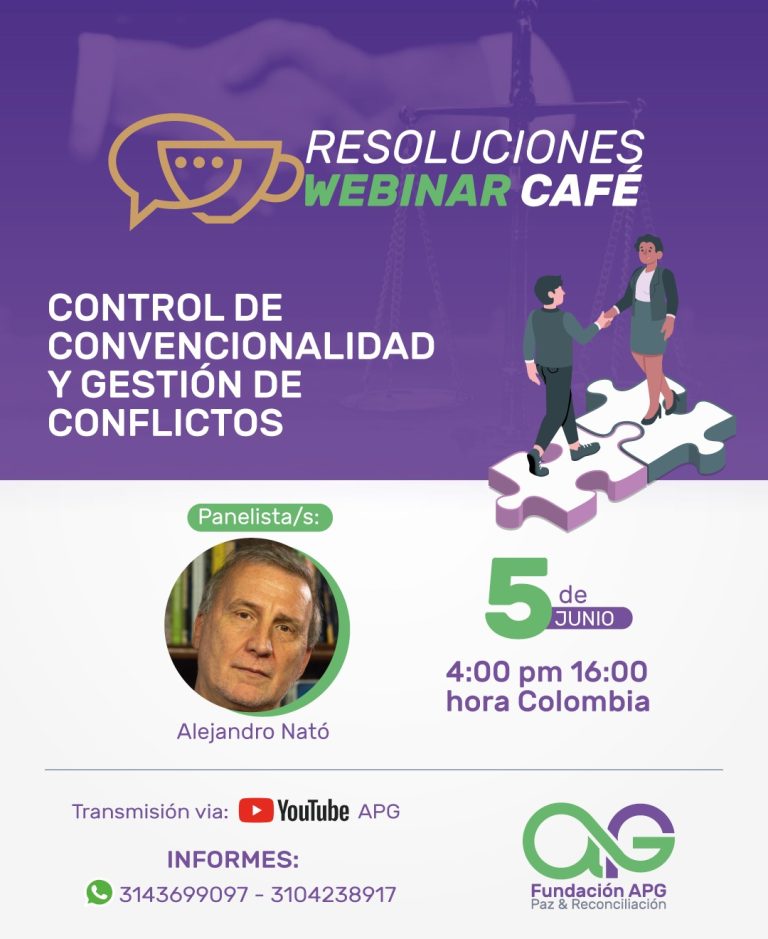 RESOLUCIONES
WEBINAR CAFÉ
CONTROL DE
CONVENCIONALIDAD
Y GESTIÓN DE
CONFLICTOS
Panelista/s:
Alejandro Nató
5 de
JUNIO
4:00 pm 16:00
hora Colombia
Transmisión via: YouTube APG
INFORMES:
3143699097 - 3104238917
aPG
Fundación APG
Paz & Reconciliación